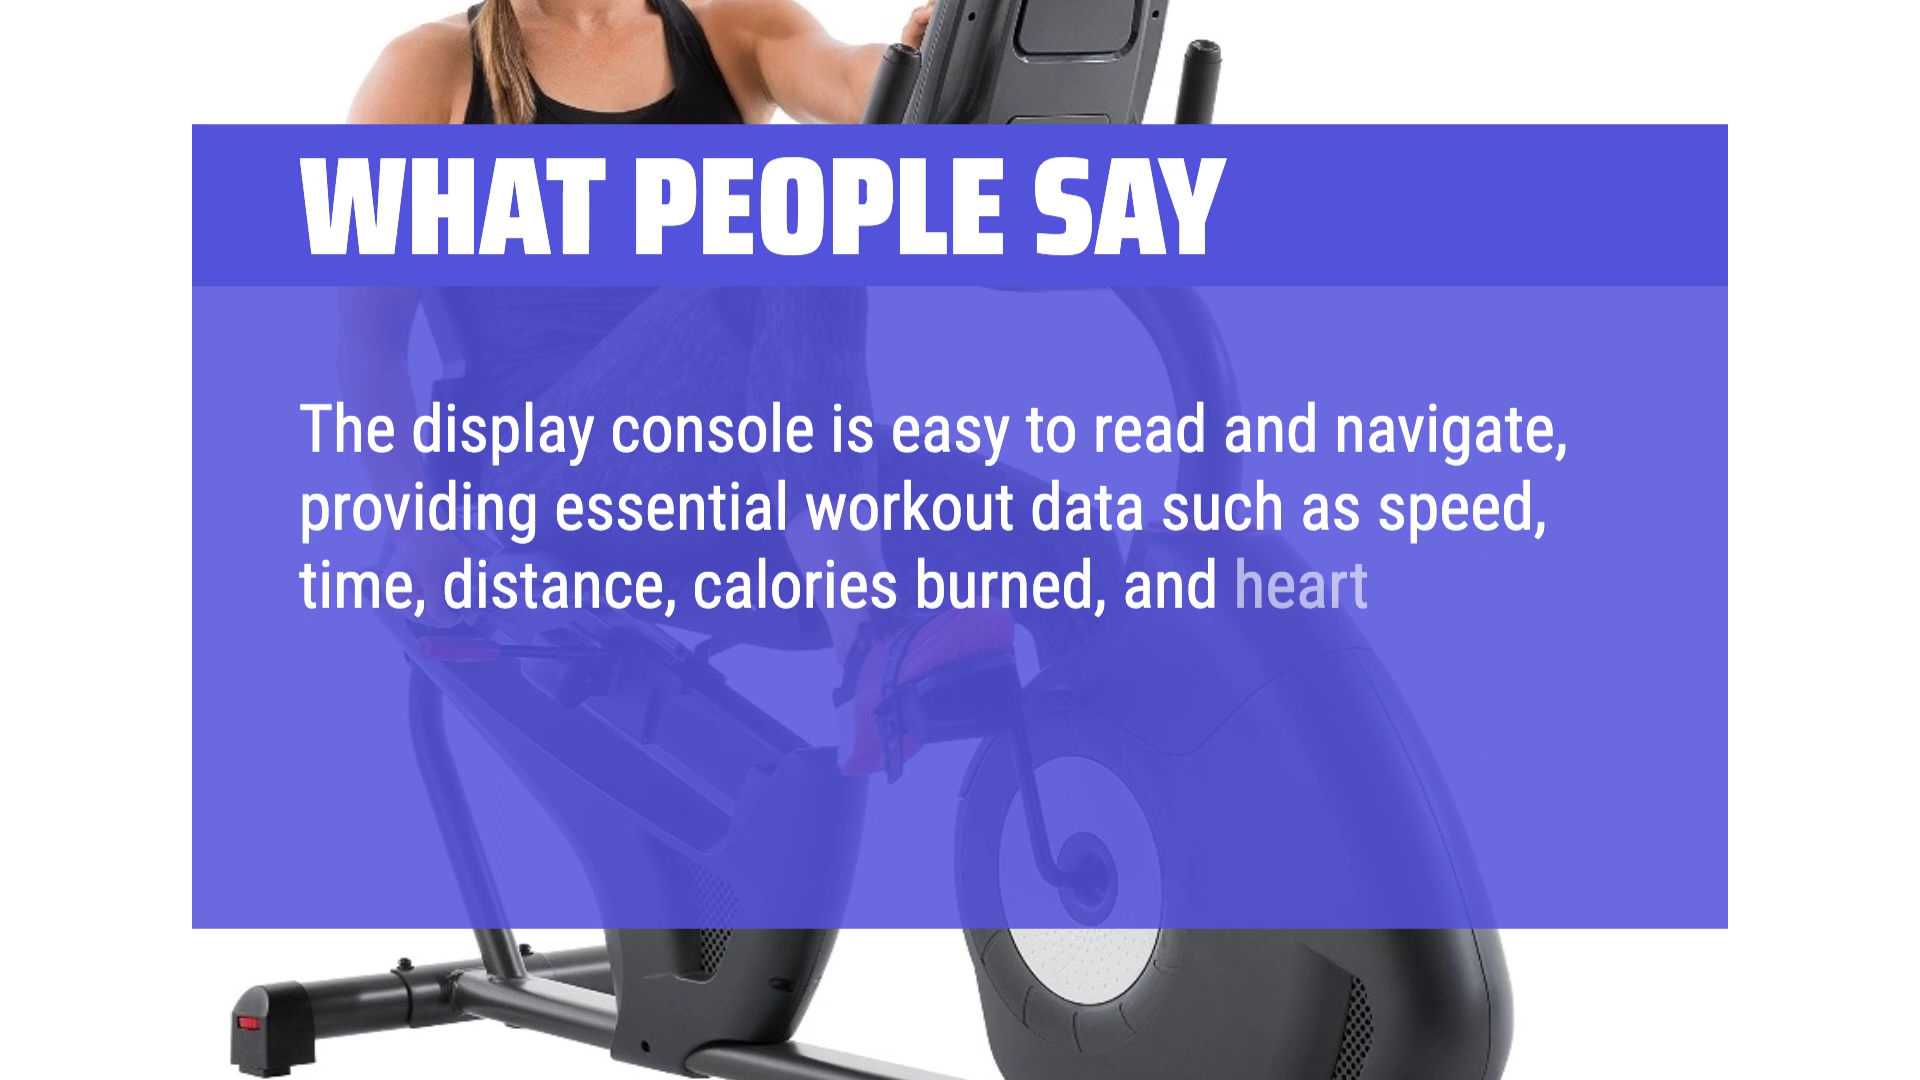 WHAT PEOPLE SAY
The display console is easy to read and navigate,
providing essential workout data such as speed,
time, distance, calories burned, and heart